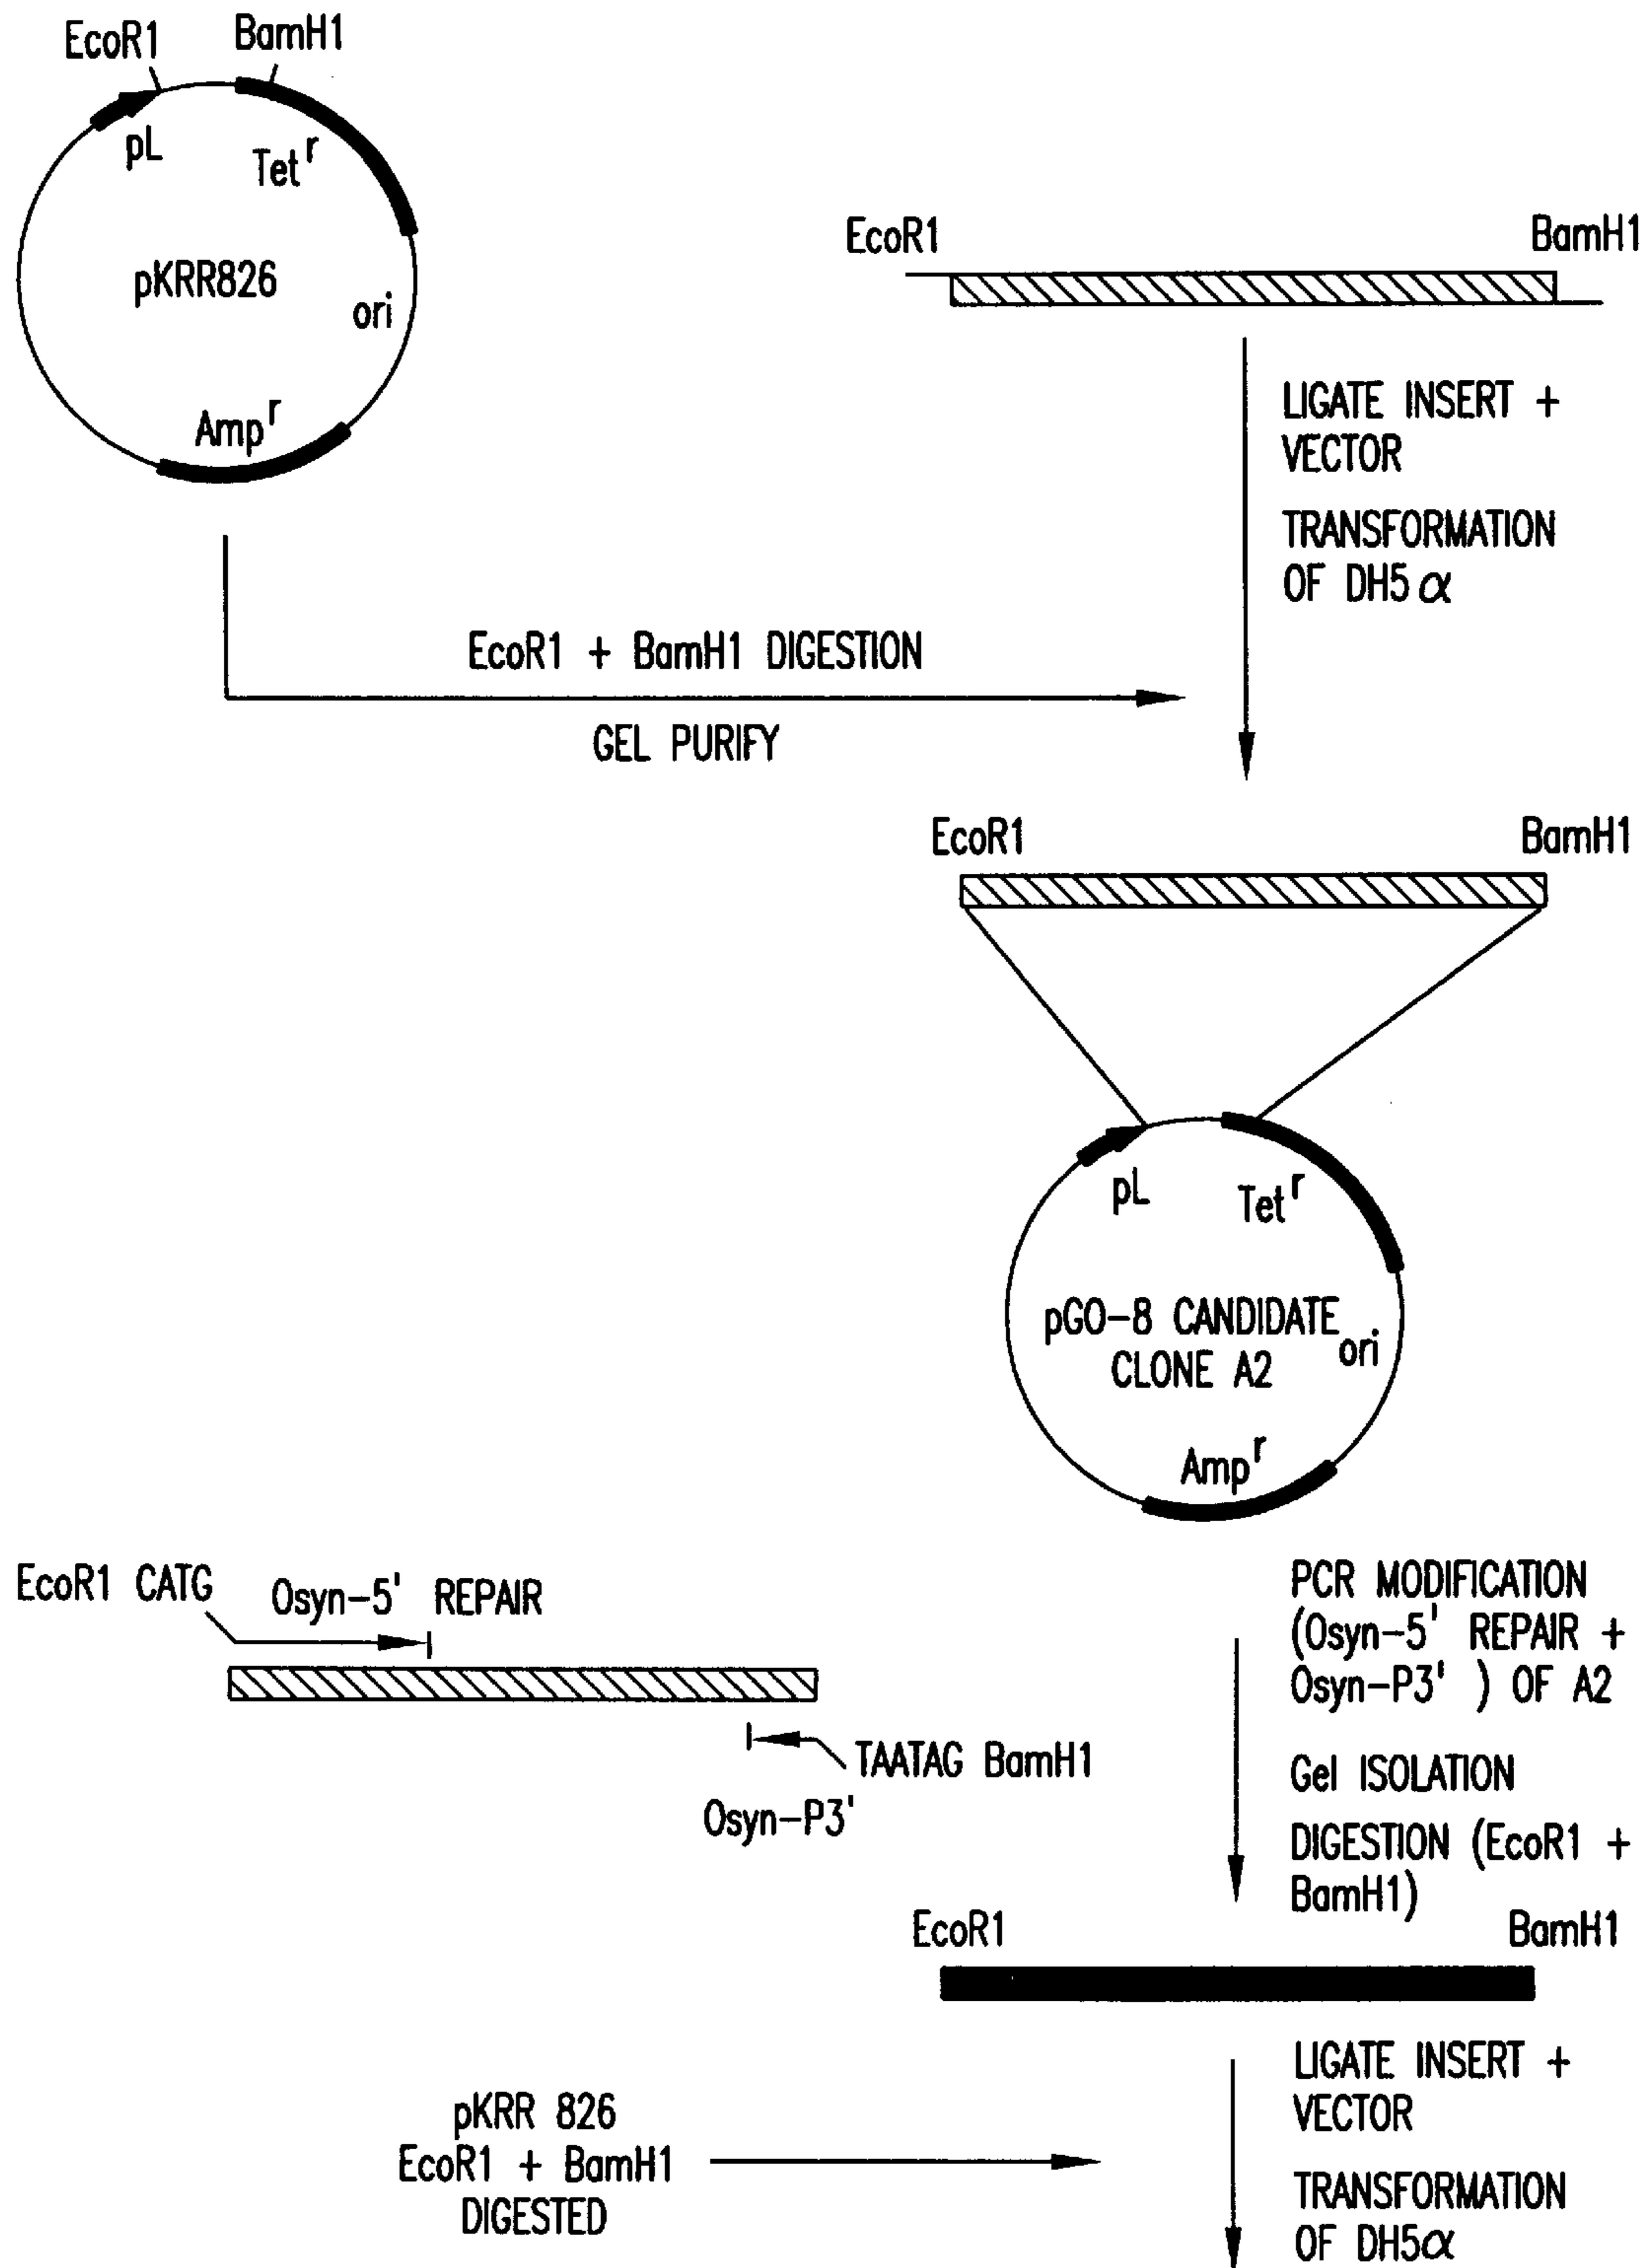 EcoR1
BamH1
pL
Tet^r
pKRR826
ori
Amp^r
EcoR1
BamH1
LIGATE INSERT +
VECTOR
TRANSFORMATION
OF DH5α
EcoR1 + BamH1 DIGESTION
GEL PURIFY
EcoR1
BamH1
pL
Tet^r
pGO-8 CANDIDATE
CLONE A2
ori
Amp^r
EcoR1 CATG
Osyn-5' REPAIR
TAATAG BamH1
Osyn-P3'
PCR MODIFICATION
(Osyn-5' REPAIR +
Osyn-P3' ) OF A2
Gel ISOLATION
DIGESTION (EcoR1 +
BamH1)
EcoR1
BamH1
pKRR 826
EcoR1 + BamH1
DIGESTED
LIGATE INSERT +
VECTOR
TRANSFORMATION
OF DH5α